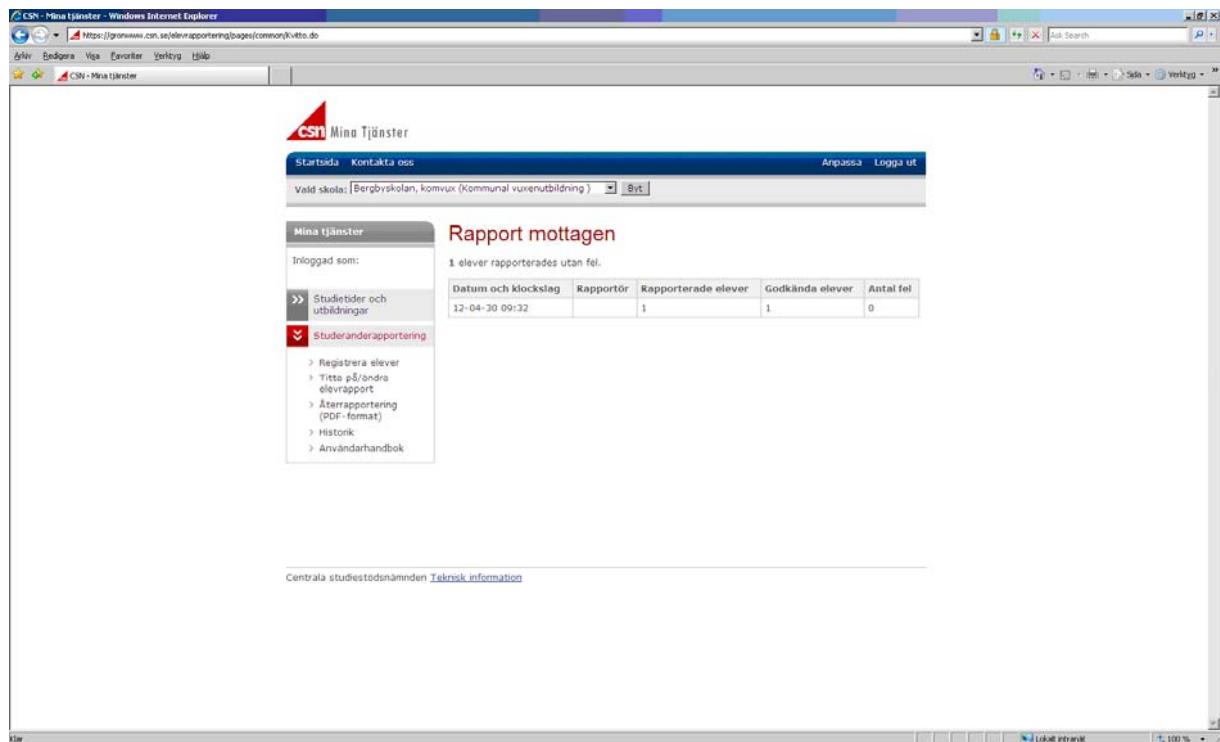 CSN - Mina tjänster - Windows Internet Explorer
https://gronwww.csn.se/elevrapportering/pages/common/Kvitto.do
Ask Search
Arkiv Redigera Visa Favoriter Verktyg Hjälp
CSN - Mina tjänster
Sida Verktyg
csn Mina Tjänster
Startsida Kontakta oss Anpassa Logga ut
Vald skola: Bergbyskolan, komvux (Kommunal vuxenutbildning ) Byt
Mina tjänster
Inloggad som:
Studietider och
utbildningar
Studeranderapportering
Registrera elever
Titta på/ändra
elevrapport
Återrapportering
(PDF-format)
Historik
Användarhandbok
Rapport mottagen
1 elever rapporterades utan fel.
Datum och klockslag Rapportör Rapporterade elever Godkända elever Antal fel
12-04-30 09:32 1 1 0
Centrala studiestödsnämnden Teknisk information
Klar Lokalt intranät 100 %